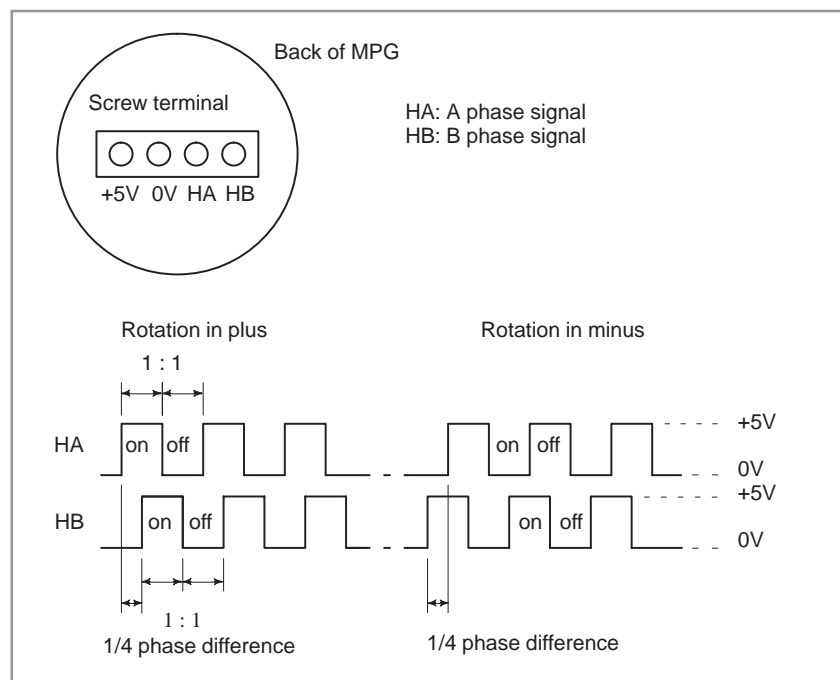 Back of MPG
Screw terminal
HA: A phase signal
HB: B phase signal
+5V 0V HA HB
Rotation in plus
Rotation in minus
1 : 1
+5V
HA
on off
on off
0V
+5V
HB
on off
on off
0V
1 : 1
1/4 phase difference
1/4 phase difference